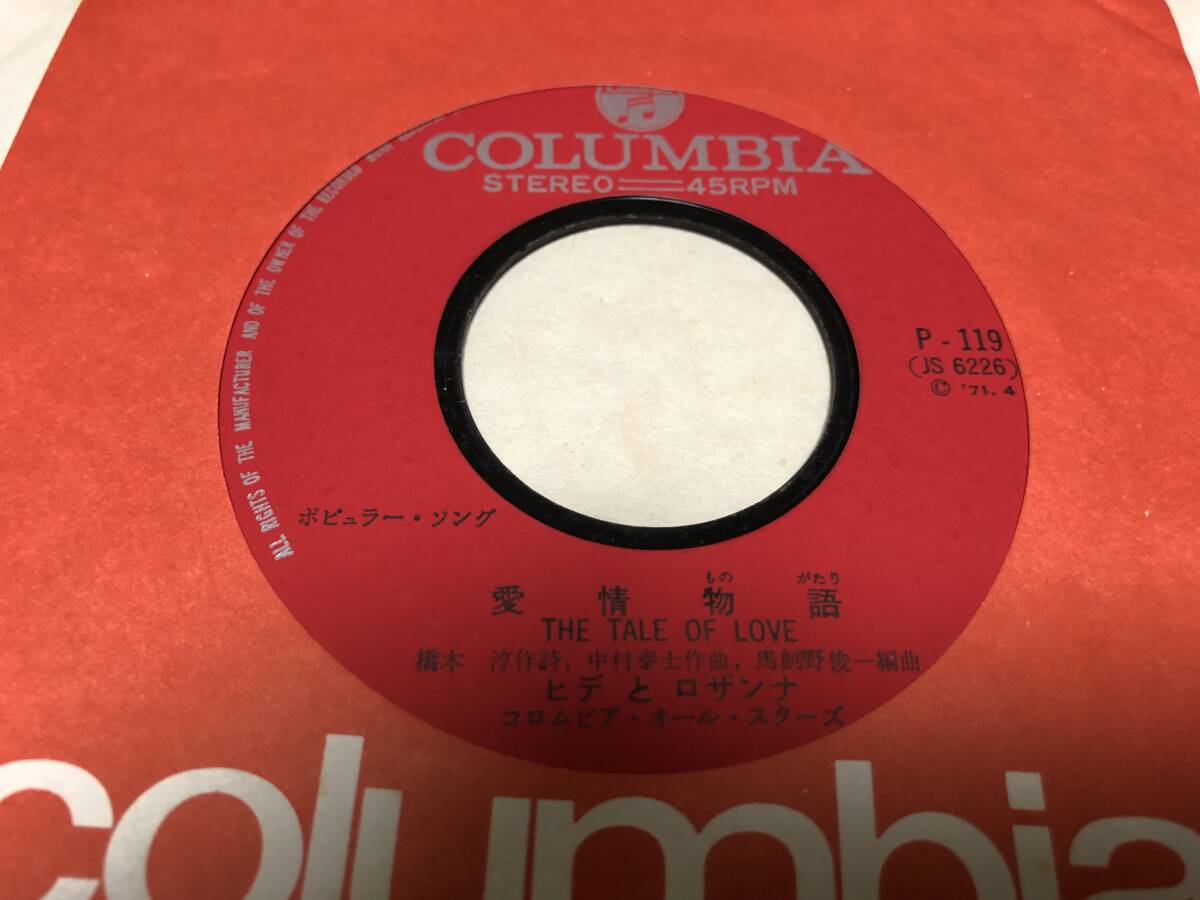 COLUMBIA
STEREO 45RPM
ALL RIGHTS OF THE MANUFACTURER AND OF THE OWNER OF THE RECORDED
P-119
(JS 6226)
© '71. 4
ポピュラー・ソング
もの がたり
愛情物語
THE TALE OF LOVE
橋本 淳作詩, 中村泰士作曲, 馬飼野俊一編曲
ヒデとロザンナ
コロムビア・オール・スターズ
columbia